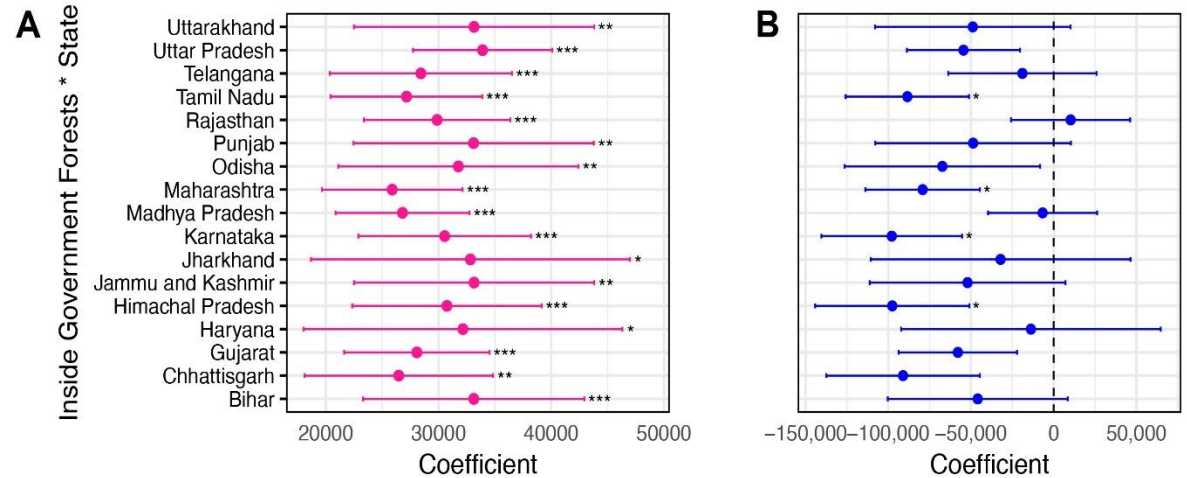 A
B
Inside Government Forests * State
Uttarakhand **
Uttar Pradesh ***
Telangana ***
Tamil Nadu *** *
Rajasthan ***
Punjab **
Odisha **
Maharashtra *** *
Madhya Pradesh ***
Karnataka *** *
Jharkhand *
Jammu and Kashmir **
Himachal Pradesh *** *
Haryana *
Gujarat ***
Chhattisgarh **
Bihar ***
20000 30000 40000 50000
Coefficient
−150,000 −100,000 −50,000 0 50,000
Coefficient